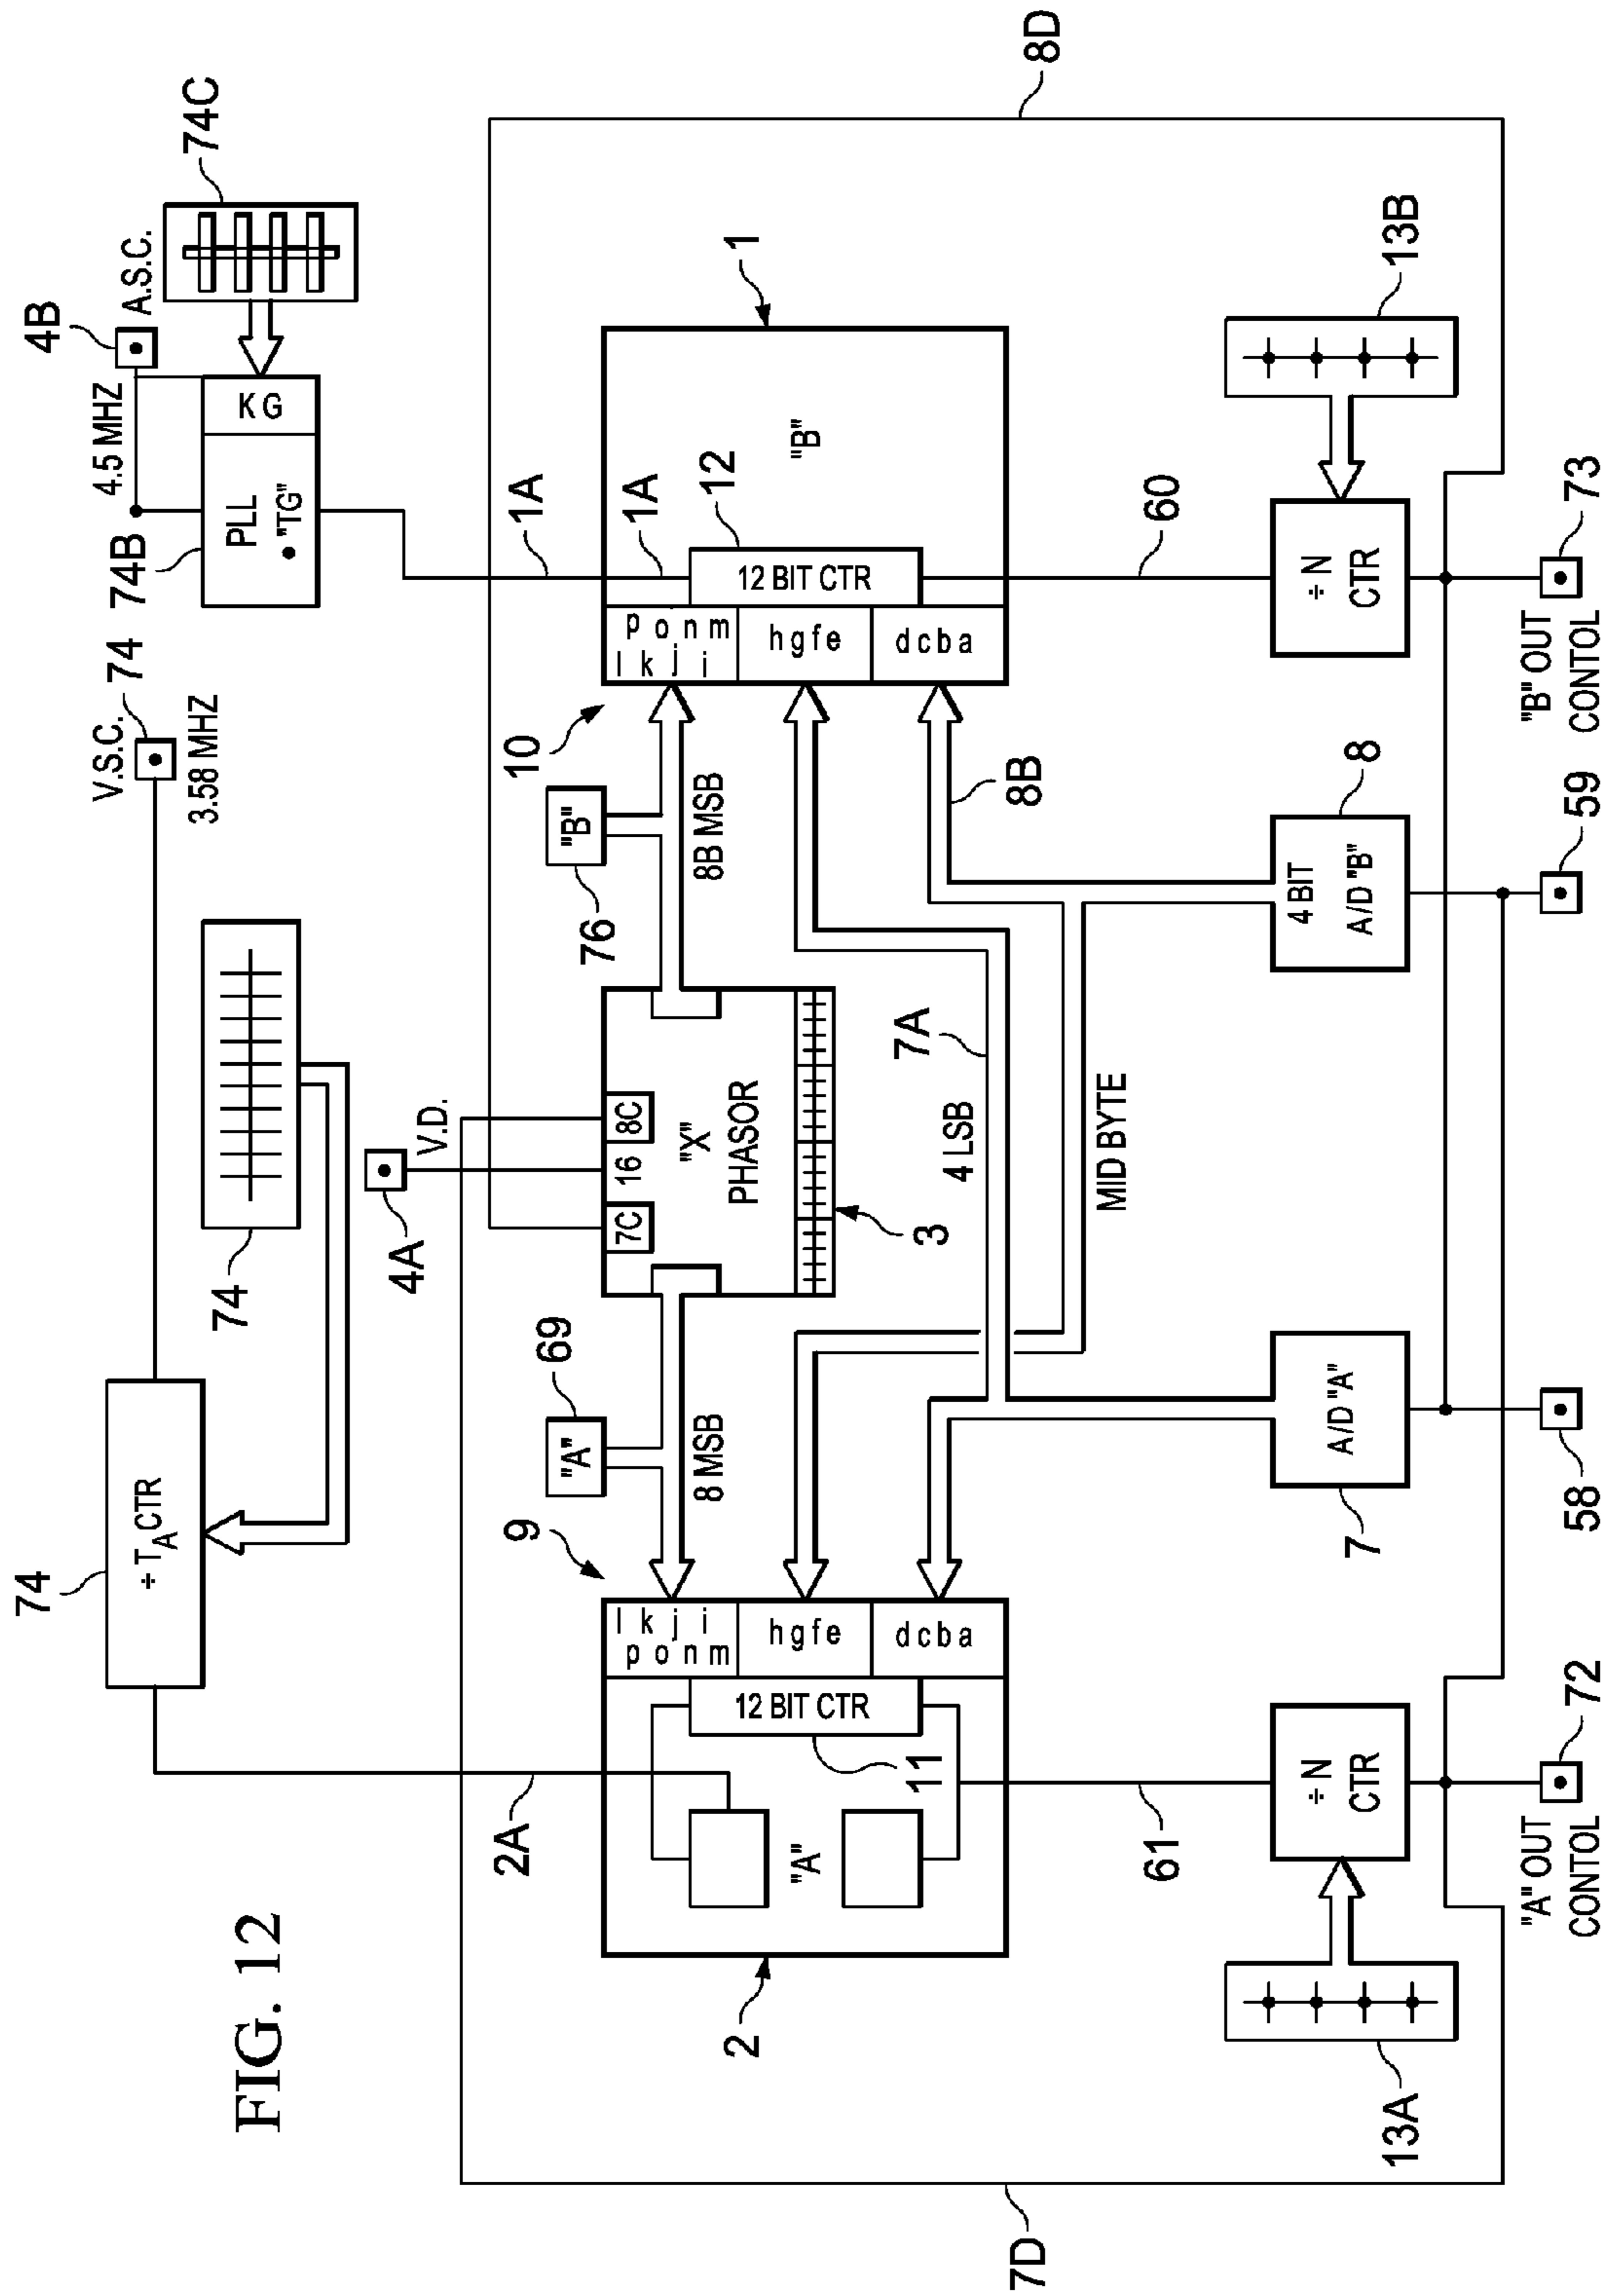 FIG. 12
74
÷ TA CTR
74
V.S.C.
74
3.58 MHZ
74B
PLL
• "TG"
KG
4.5 MHZ
4B
A.S.C.
74C
4A
V.D.
2A
9
"A"
69
8 MSB
7C
16
8C
"X"
PHASOR
3
"B"
76
8B MSB
10
1A
1A
1
2
"A"
12 BIT CTR
11
l k j i
p o n m
h g f e
d c b a
p o n m
l k j i
h g f e
d c b a
12 BIT CTR
12
"B"
7A
4 LSB
MID BYTE
8B
7D
8D
13A
61
÷ N
CTR
7
A/D "A"
4 BIT
A/D "B"
8
60
÷ N
CTR
13B
"A" OUT
CONTOL
72
58
59
"B" OUT
CONTOL
73